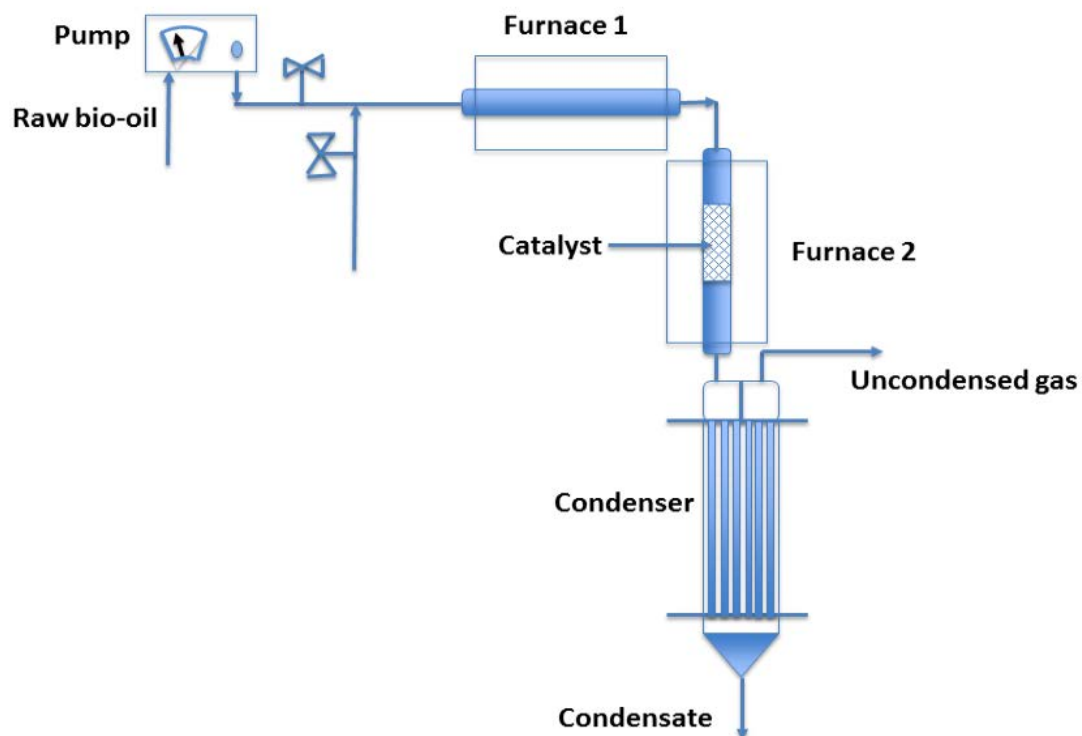 Furnace 1
Pump
Raw bio-oil
Catalyst
Furnace 2
Uncondensed gas
Condenser
Condensate